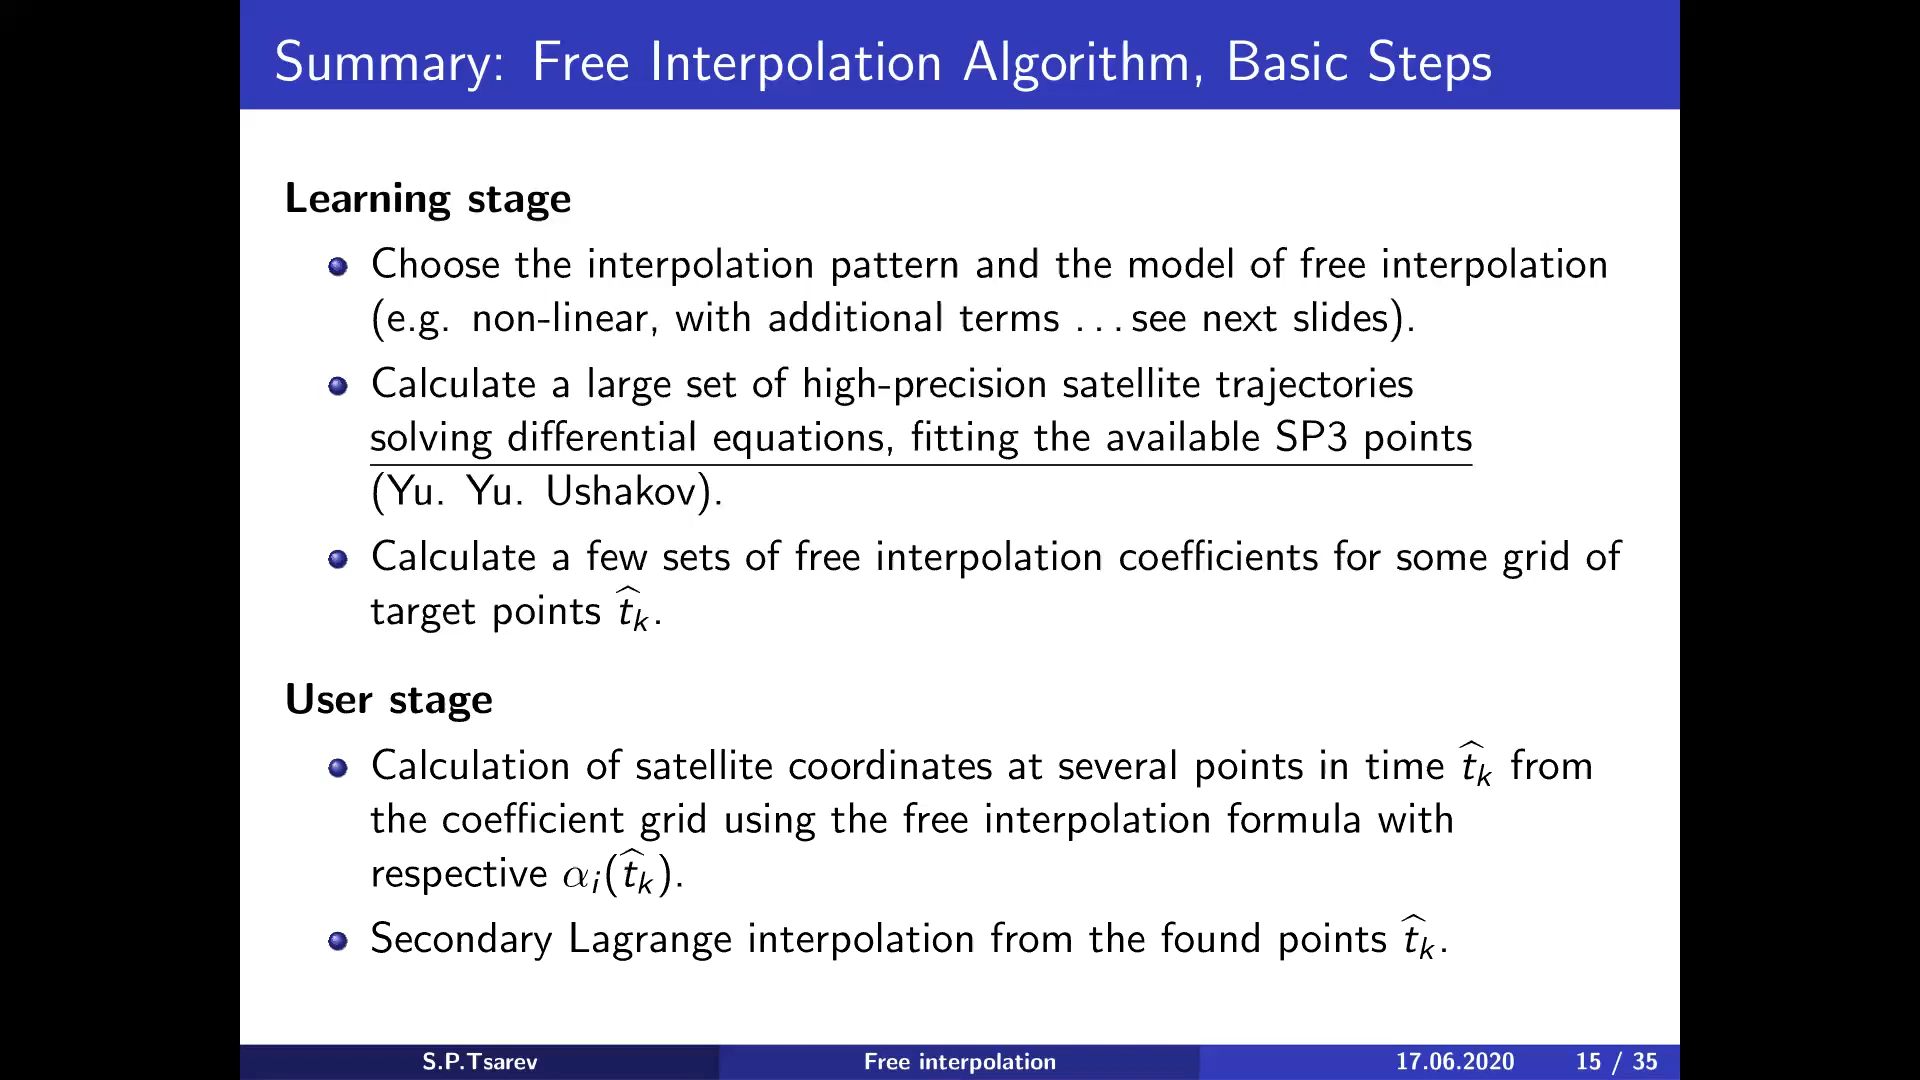 Summary: Free Interpolation Algorithm, Basic Steps
Learning stage
Choose the interpolation pattern and the model of free interpolation
(e.g. non-linear, with additional terms . . . see next slides).
Calculate a large set of high-precision satellite trajectories
solving differential equations, fitting the available SP3 points
(Yu. Yu. Ushakov).
Calculate a few sets of free interpolation coefficients for some grid of
target points t̂ₖ.
User stage
Calculation of satellite coordinates at several points in time t̂ₖ from
the coefficient grid using the free interpolation formula with
respective αᵢ(t̂ₖ).
Secondary Lagrange interpolation from the found points t̂ₖ.
S.P.Tsarev Free interpolation 17.06.2020 15 / 35